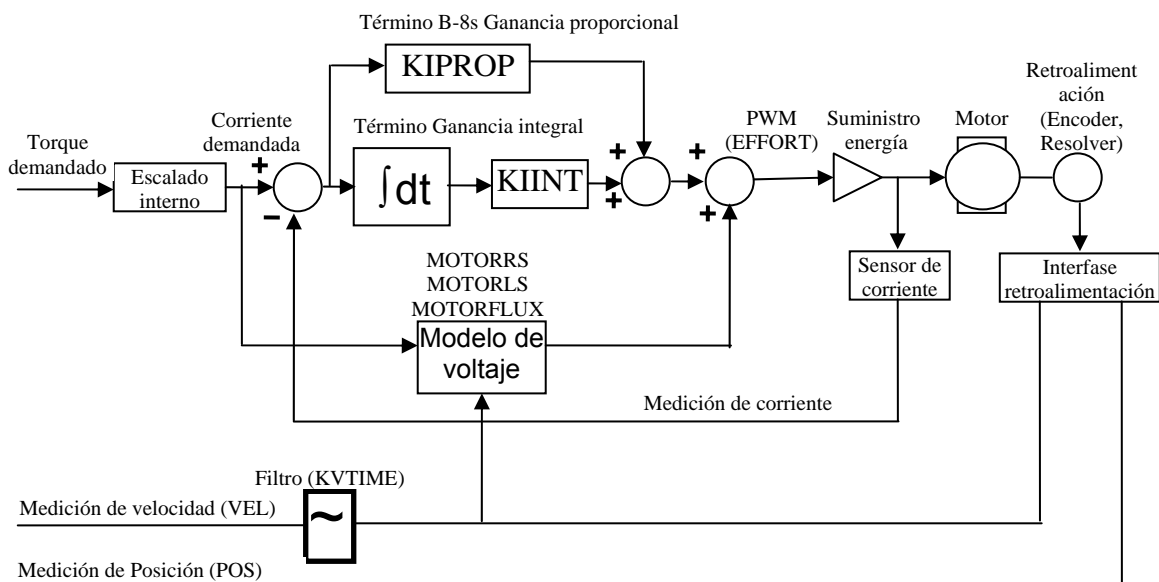 Término B-8s Ganancia proporcional
KIPROP
Retroaliment
ación
(Encoder,
Resolver)
Torque
demandado
Corriente
demandada
Término Ganancia integral
PWM
(EFFORT)
Suministro
energía
Motor
Escalado
interno
+
−
∫dt
KIINT
+
+
+
+
MOTORRS
MOTORLS
MOTORFLUX
Modelo de
voltaje
Sensor de
corriente
Interfase
retroalimentación
Medición de corriente
Filtro (KVTIME)
~
Medición de velocidad (VEL)
Medición de Posición (POS)